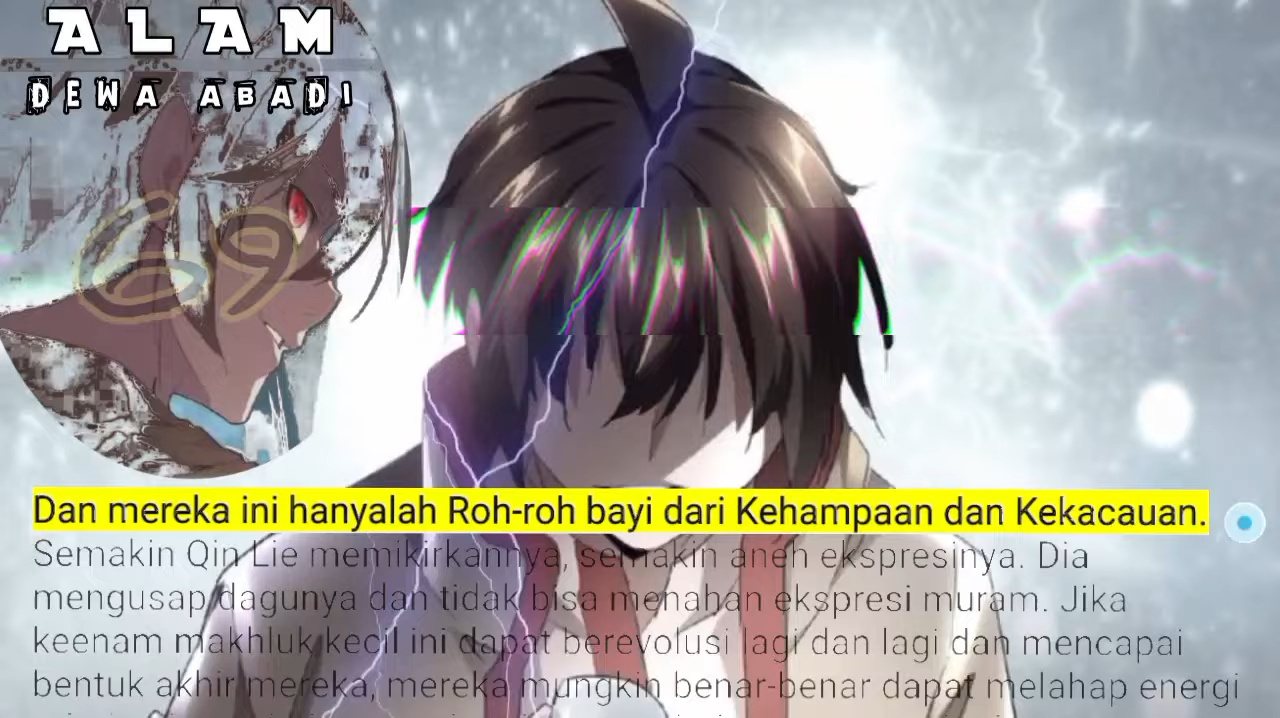 ALAM
DEWA ABADI
69
Dan mereka ini hanyalah Roh-roh bayi dari Kehampaan dan Kekacauan.
Semakin Qin Lie memikirkannya, semakin aneh ekspresinya. Dia
mengusap dagunya dan tidak bisa menahan ekspresi muram. Jika
keenam makhluk kecil ini dapat berevolusi lagi dan lagi dan mencapai
bentuk akhir mereka, mereka mungkin benar-benar dapat melahap energi